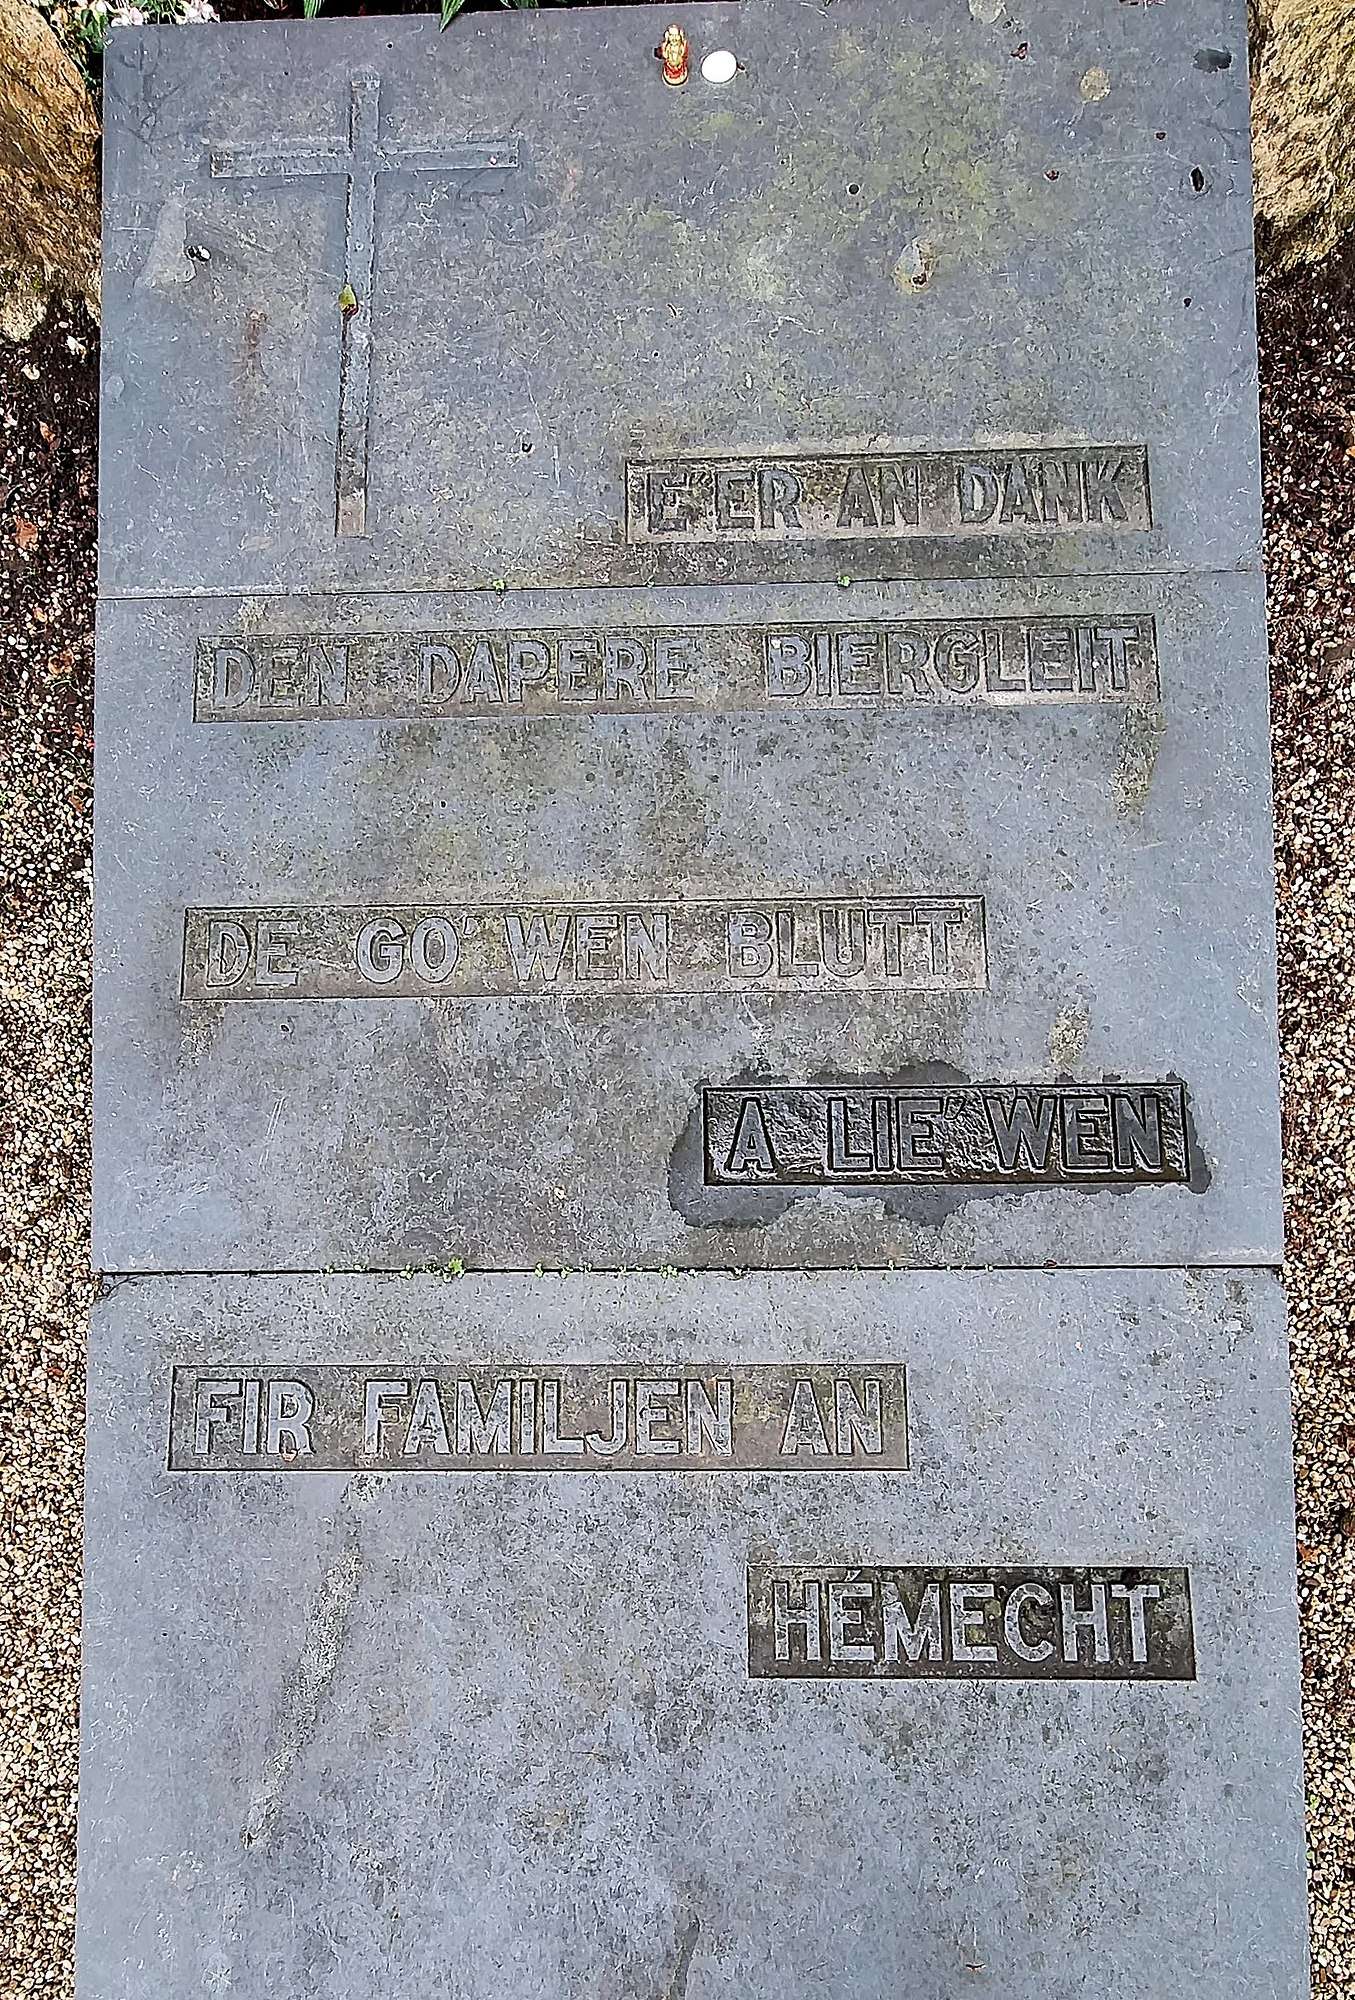 E'ER AN DANK
DEN DAPERE BIERGLEIT
DE GO'WEN BLUTT
A LIE'WEN
FIR FAMILJEN AN
HÉMECHT